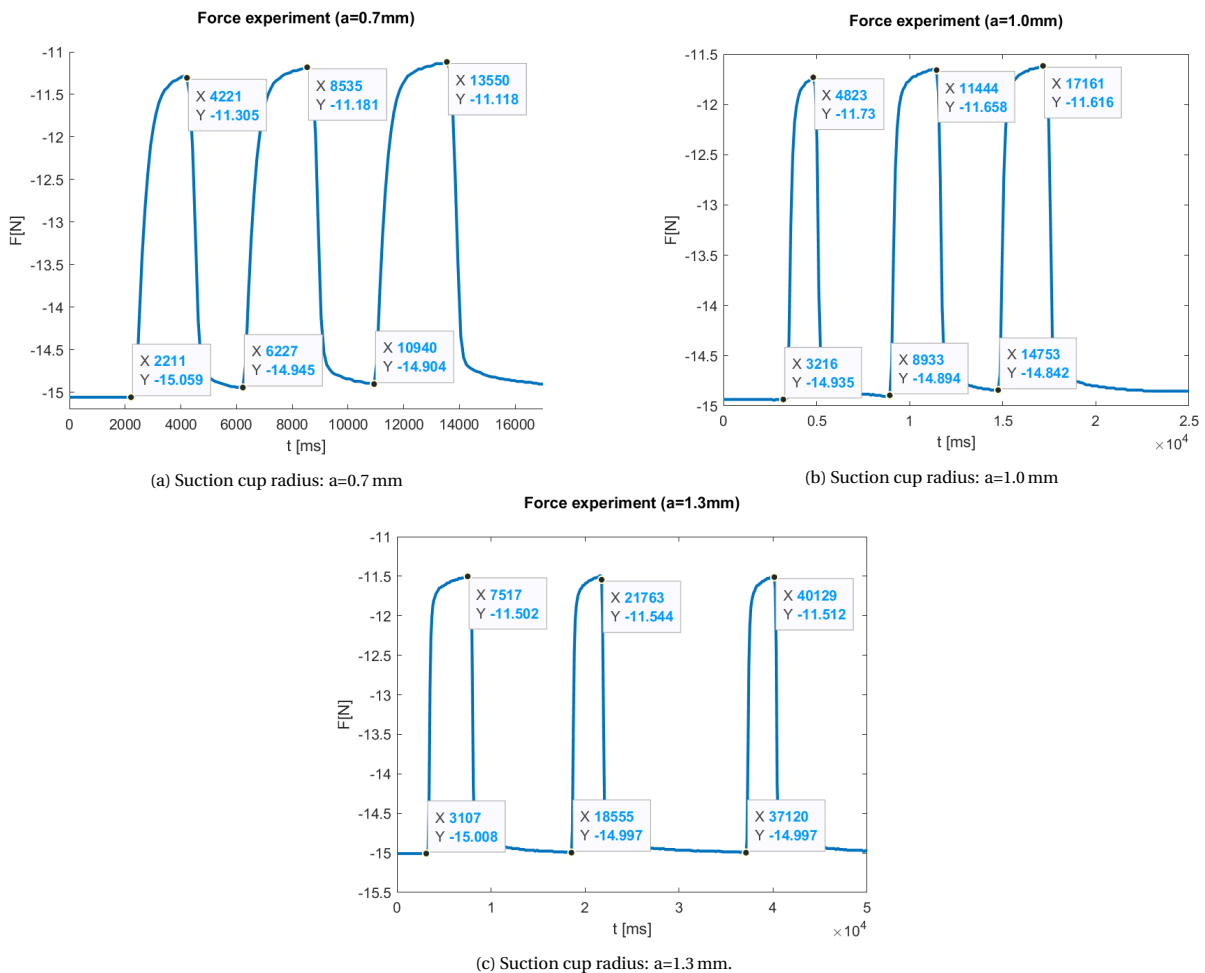 Force experiment (a=0.7mm)
-11
-11.5
-12
-12.5
-13
-13.5
-14
-14.5
-15
F[N]
X 4221
Y -11.305
X 8535
Y -11.181
X 13550
Y -11.118
X 2211
Y -15.059
X 6227
Y -14.945
X 10940
Y -14.904
0 2000 4000 6000 8000 10000 12000 14000 16000
t [ms]
(a) Suction cup radius: a=0.7 mm
Force experiment (a=1.0mm)
-11.5
-12
-12.5
-13
-13.5
-14
-14.5
-15
F[N]
X 4823
Y -11.73
X 11444
Y -11.658
X 17161
Y -11.616
X 3216
Y -14.935
X 8933
Y -14.894
X 14753
Y -14.842
0 0.5 1 1.5 2 2.5
t [ms]
×10⁴
(b) Suction cup radius: a=1.0 mm
Force experiment (a=1.3mm)
-11
-11.5
-12
-12.5
-13
-13.5
-14
-14.5
-15
-15.5
F[N]
X 7517
Y -11.502
X 21763
Y -11.544
X 40129
Y -11.512
X 3107
Y -15.008
X 18555
Y -14.997
X 37120
Y -14.997
0 1 2 3 4 5
t [ms]
×10⁴
(c) Suction cup radius: a=1.3 mm.